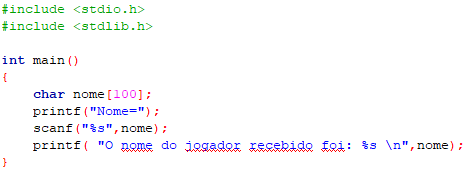 #include <stdio.h>
#include <stdlib.h>

int main()
{
    char nome[100];
    printf("Nome=");
    scanf("%s",nome);
    printf( "O nome do jogador recebido foi: %s \n",nome);
}